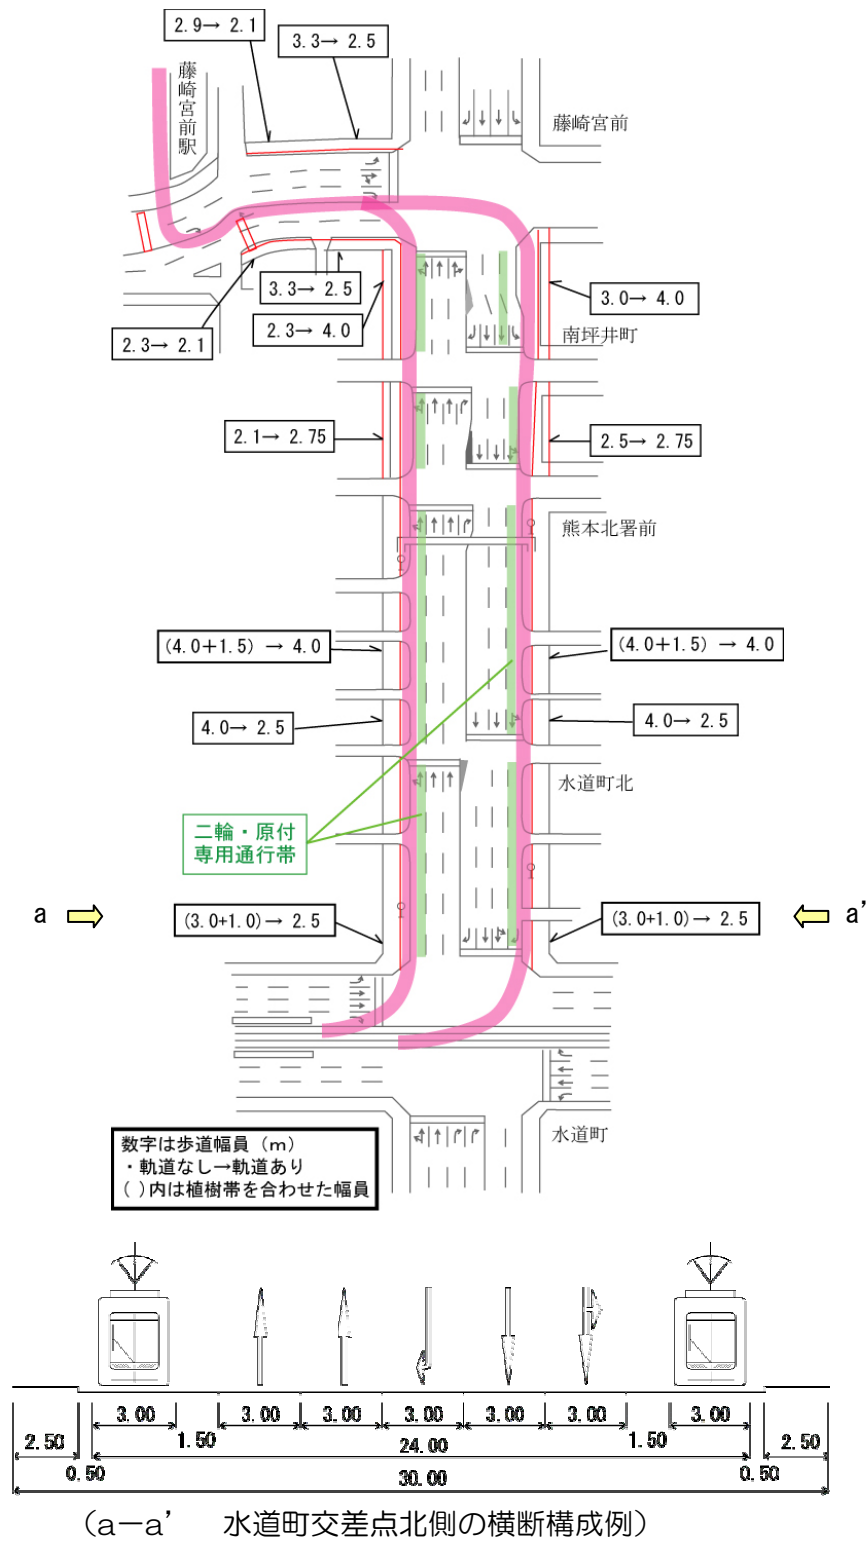 2.9→ 2.1
3.3→ 2.5
藤崎宮前駅
藤崎宮前
3.3→ 2.5
2.3→ 4.0
2.3→ 2.1
3.0→ 4.0
南坪井町
2.1→ 2.75
2.5→ 2.75
熊本北署前
(4.0+1.5) → 4.0
(4.0+1.5) → 4.0
4.0→ 2.5
4.0→ 2.5
水道町北
二輪・原付
専用通行帯
a
a’
(3.0+1.0)→ 2.5
(3.0+1.0)→ 2.5
水道町
数字は歩道幅員（m）
・軌道なし→軌道あり
( )内は植樹帯を合わせた幅員
3.00 3.00 3.00 3.00 3.00 3.00 3.00
2.50 1.50 24.00 1.50 2.50
0.50 30.00 0.50
（a－a’　水道町交差点北側の横断構成例）